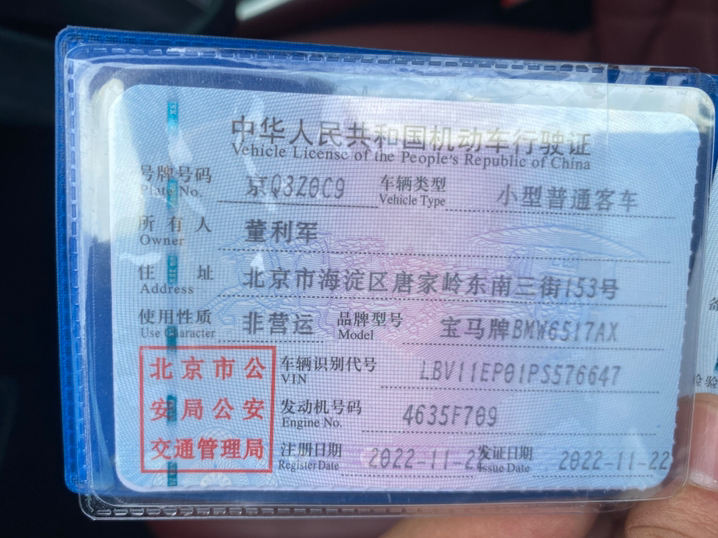 中华人民共和国机动车行驶证
Vehicle License of the People's Republic of China
号牌号码 京Q8Z0C9 车辆类型 小型普通客车
Plate No. Vehicle Type
所有人 董利军
Owner
住址 北京市海淀区唐家岭东南三街153号
Address
使用性质 非营运 品牌型号 宝马牌BMW6517AX
Use Character Model
北京市公安局公安交通管理局
车辆识别代号 LBV11EP01PS576647
VIN
发动机号码 4635F709
Engine No.
注册日期 2022-11-2 发证日期 2022-11-22
Register Date Issue Date